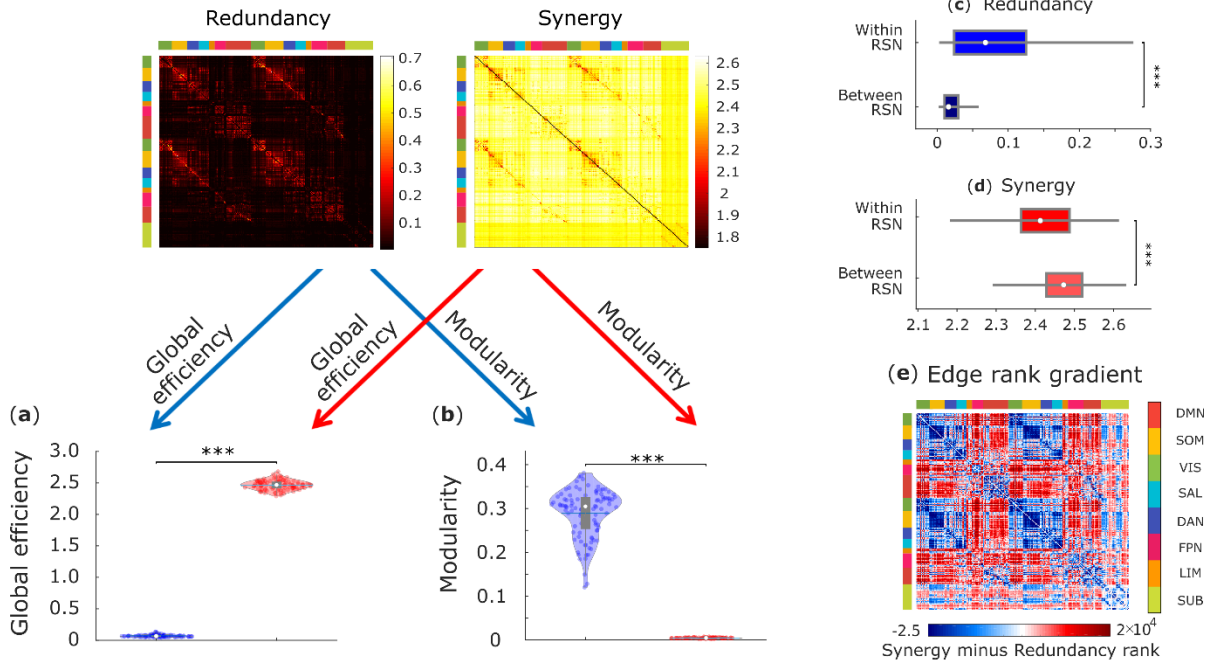 Redundancy
0.7
0.6
0.5
0.4
0.3
0.2
0.1
Synergy
2.6
2.5
2.4
2.3
2.2
2.1
2
1.9
1.8
Global
efficiency
Global
efficiency
Modularity
Modularity
(a)
***
Global efficiency
3.0
2.5
2.0
1.5
1.0
0.5
0
(b)
***
Modularity
0.4
0.3
0.2
0.1
0
(c) Redundancy
Within
RSN
Between
RSN
***
0 0.1 0.2 0.3
(d) Synergy
Within
RSN
Between
RSN
***
2.1 2.2 2.3 2.4 2.5 2.6
(e) Edge rank gradient
DMN
SOM
VIS
SAL
DAN
FPN
LIM
SUB
-2.5 2×10⁴
Synergy minus Redundancy rank